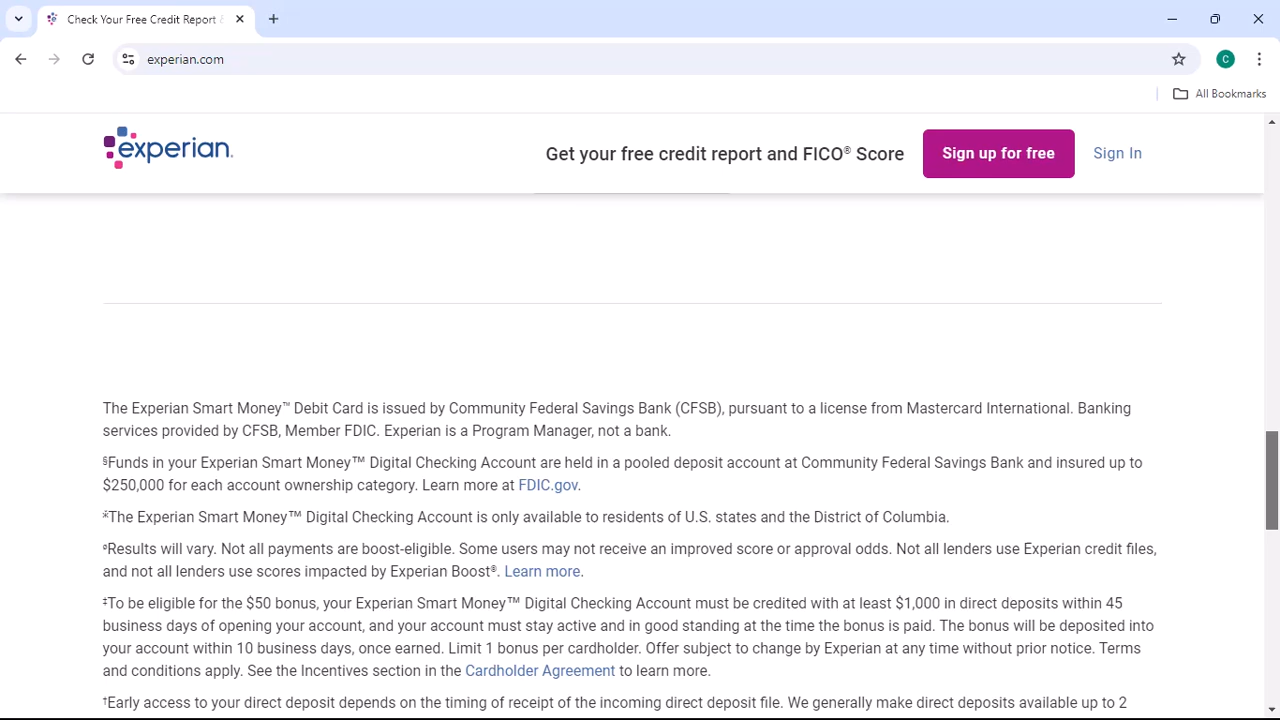 Check Your Free Credit Report &
experian.com
C
All Bookmarks
experian.
Get your free credit report and FICO® Score
Sign up for free
Sign In
The Experian Smart Money™ Debit Card is issued by Community Federal Savings Bank (CFSB), pursuant to a license from Mastercard International. Banking
services provided by CFSB, Member FDIC. Experian is a Program Manager, not a bank.
§Funds in your Experian Smart Money™ Digital Checking Account are held in a pooled deposit account at Community Federal Savings Bank and insured up to
$250,000 for each account ownership category. Learn more at FDIC.gov.
⁂The Experian Smart Money™ Digital Checking Account is only available to residents of U.S. states and the District of Columbia.
øResults will vary. Not all payments are boost-eligible. Some users may not receive an improved score or approval odds. Not all lenders use Experian credit files,
and not all lenders use scores impacted by Experian Boost®. Learn more.
‡To be eligible for the $50 bonus, your Experian Smart Money™ Digital Checking Account must be credited with at least $1,000 in direct deposits within 45
business days of opening your account, and your account must stay active and in good standing at the time the bonus is paid. The bonus will be deposited into
your account within 10 business days, once earned. Limit 1 bonus per cardholder. Offer subject to change by Experian at any time without prior notice. Terms
and conditions apply. See the Incentives section in the Cardholder Agreement to learn more.
†Early access to your direct deposit depends on the timing of receipt of the incoming direct deposit file. We generally make direct deposits available up to 2